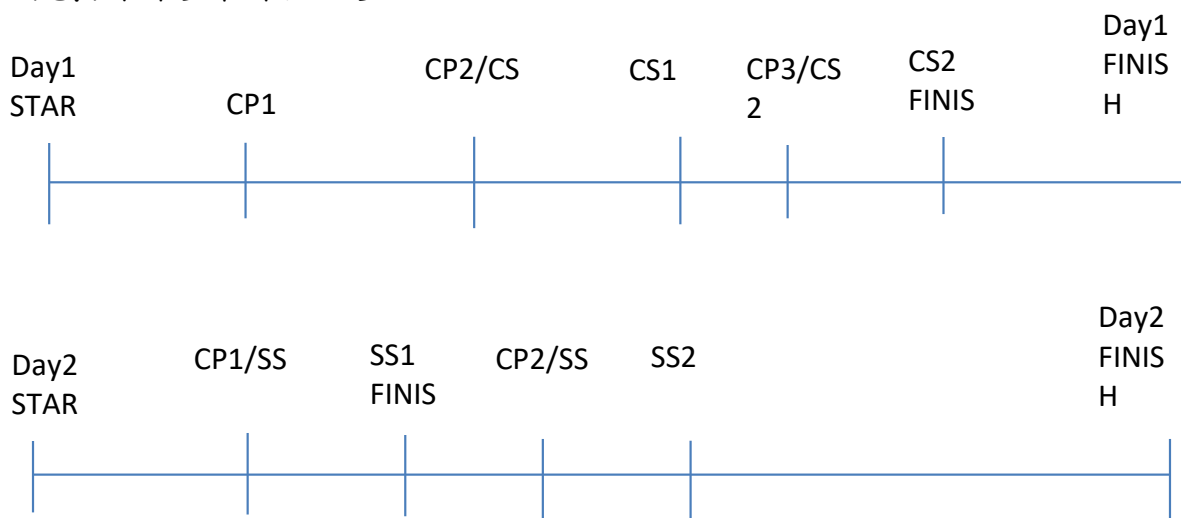 Day1
STAR
CP1
CP2/CS
CS1
CP3/CS
2
CS2
FINIS
Day1
FINIS
H
Day2
STAR
CP1/SS
SS1
FINIS
CP2/SS
SS2
Day2
FINIS
H